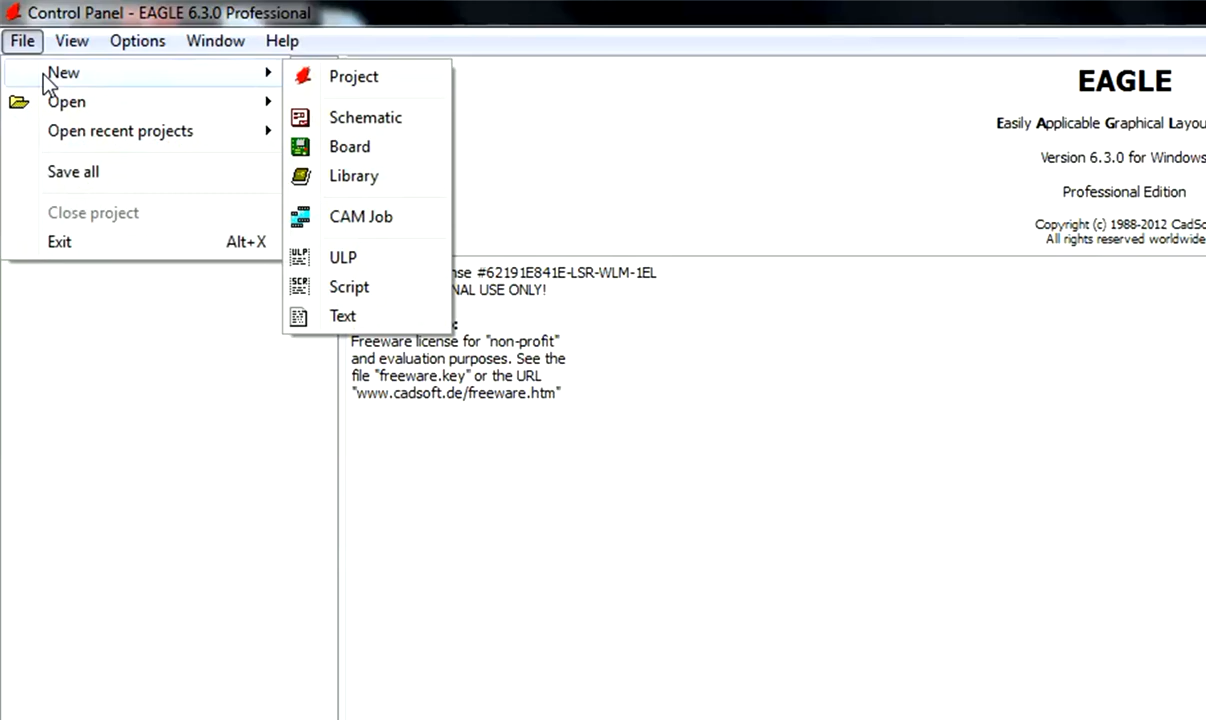 Control Panel - EAGLE 6.3.0 Professional
File View Options Window Help
New
Open
Open recent projects
Save all
Close project
Exit Alt+X
Project
Schematic
Board
Library
CAM Job
ULP
Script
Text
EAGLE
Easily Applicable Graphical
Version 6.3.0 for Windows
Professional Edition
Copyright (c) 1988-2012
All rights reserved worldwide
#62191E841E-LSR-WLM-1EL
USE ONLY!
Freeware license for "non-profit"
and evaluation purposes. See the
file "freeware.key" or the URL
"www.cadsoft.de/freeware.htm"